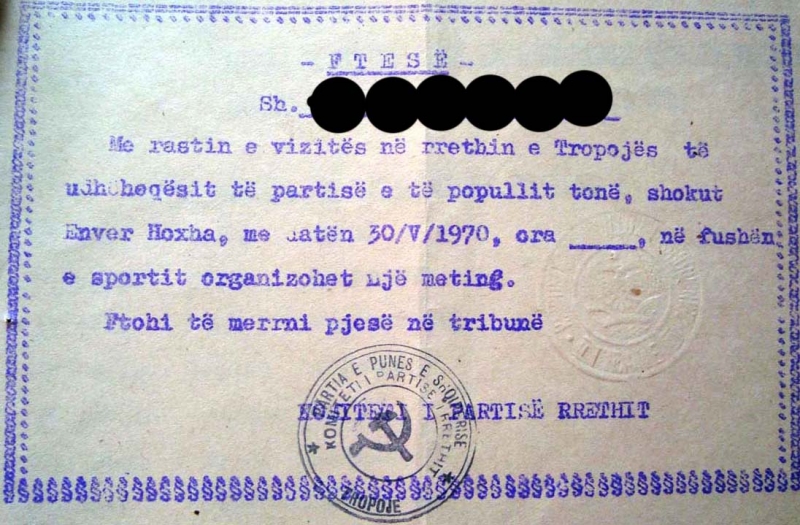 - FTESË -
Sh.
Me rastin e vizitës në rrethin e Tropojës të
udhëheqësit të partisë e të popullit tonë, shokut
Enver Hoxha, me datën 30/V/1970, ora ______, në fushën
e sportit organizohet një meting.
Ftohi të merrni pjesë në tribunë
KOMITETI I PARTISË RRETHIT
PARTIA E PUNES E SHQIPERISE
KOMITETI I PARTISE I RRETHIT
TROPOJE